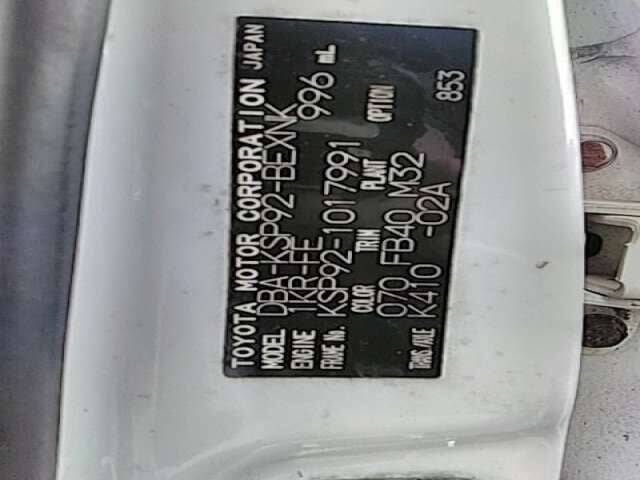 TOYOTA MOTOR CORPORATION JAPAN
MODEL DBA-KSP92-BEXNK
ENGINE 1KR-FE 996 mL
FRAME No. KSP92-1017991
COLOR TRIM PLANT OPTION
070 FB40 M32
TRANS/AXLE K410 -02A 853